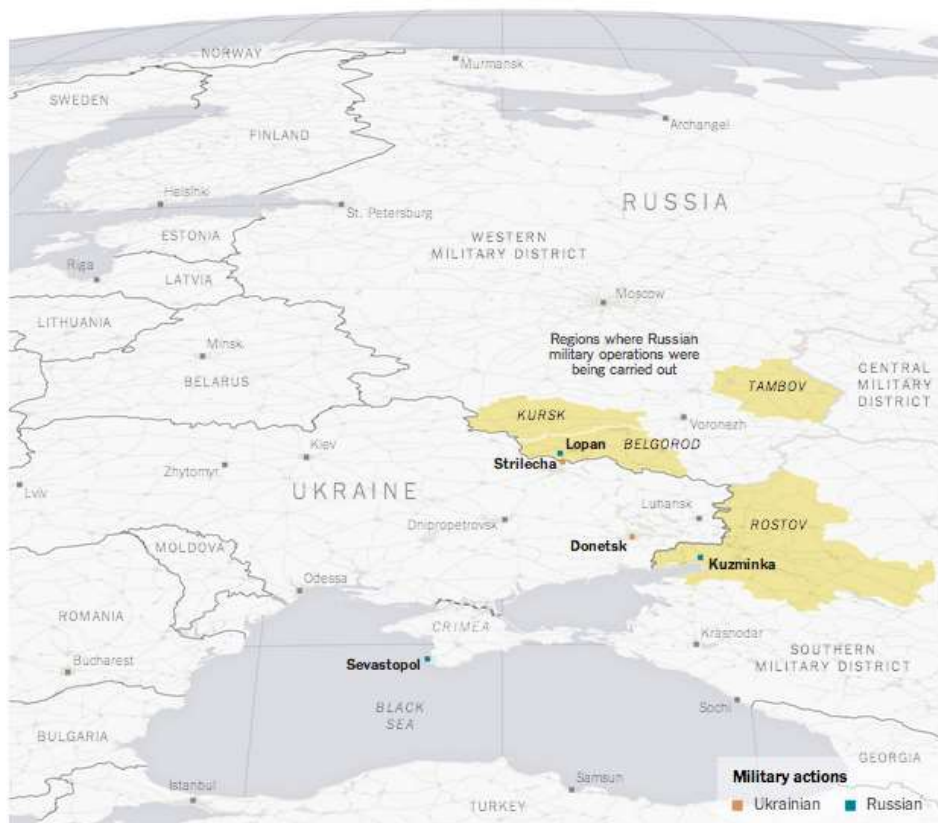 NORWAY
Murmansk
SWEDEN
FINLAND
Archangel
RUSSIA
Helsinki
St. Petersburg
ESTONIA
WESTERN
MILITARY DISTRICT
Riga
LATVIA
Moscow
LITHUANIA
Minsk
Regions where Russian
military operations were
being carried out
BELARUS
CENTRAL
MILITARY
DISTRICT
TAMBOV
KURSK
Voronezh
Lopan
BELGOROD
Kiev
Strilecha
Zhytomyr
Lviv
UKRAINE
Luhansk
Dnipropetrovsk
ROSTOV
Donetsk
MOLDOVA
Kuzminka
Odessa
ROMANIA
CRIMEA
Krasnodar
SOUTHERN
MILITARY DISTRICT
Bucharest
Sevastopol
BLACK
SEA
Sochi
BULGARIA
GEORGIA
Istanbul
Samsun
TURKEY
Military actions
Ukrainian Russian